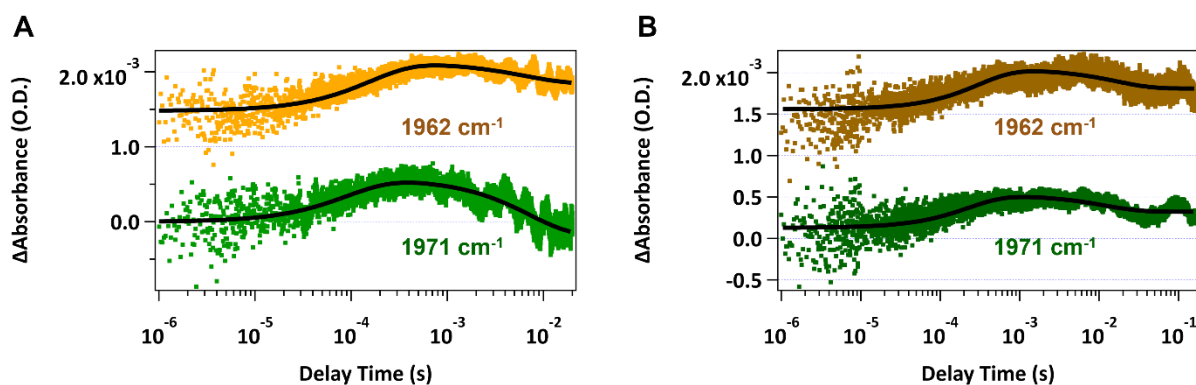 A
ΔAbsorbance (O.D.)
2.0 x10⁻³
1.0
0.0
1962 cm⁻¹
1971 cm⁻¹
10⁻⁶ 10⁻⁵ 10⁻⁴ 10⁻³ 10⁻²
Delay Time (s)
B
ΔAbsorbance (O.D.)
2.0 x10⁻³
1.5
1.0
0.5
0.0
-0.5
1962 cm⁻¹
1971 cm⁻¹
10⁻⁶ 10⁻⁵ 10⁻⁴ 10⁻³ 10⁻² 10⁻¹
Delay Time (s)